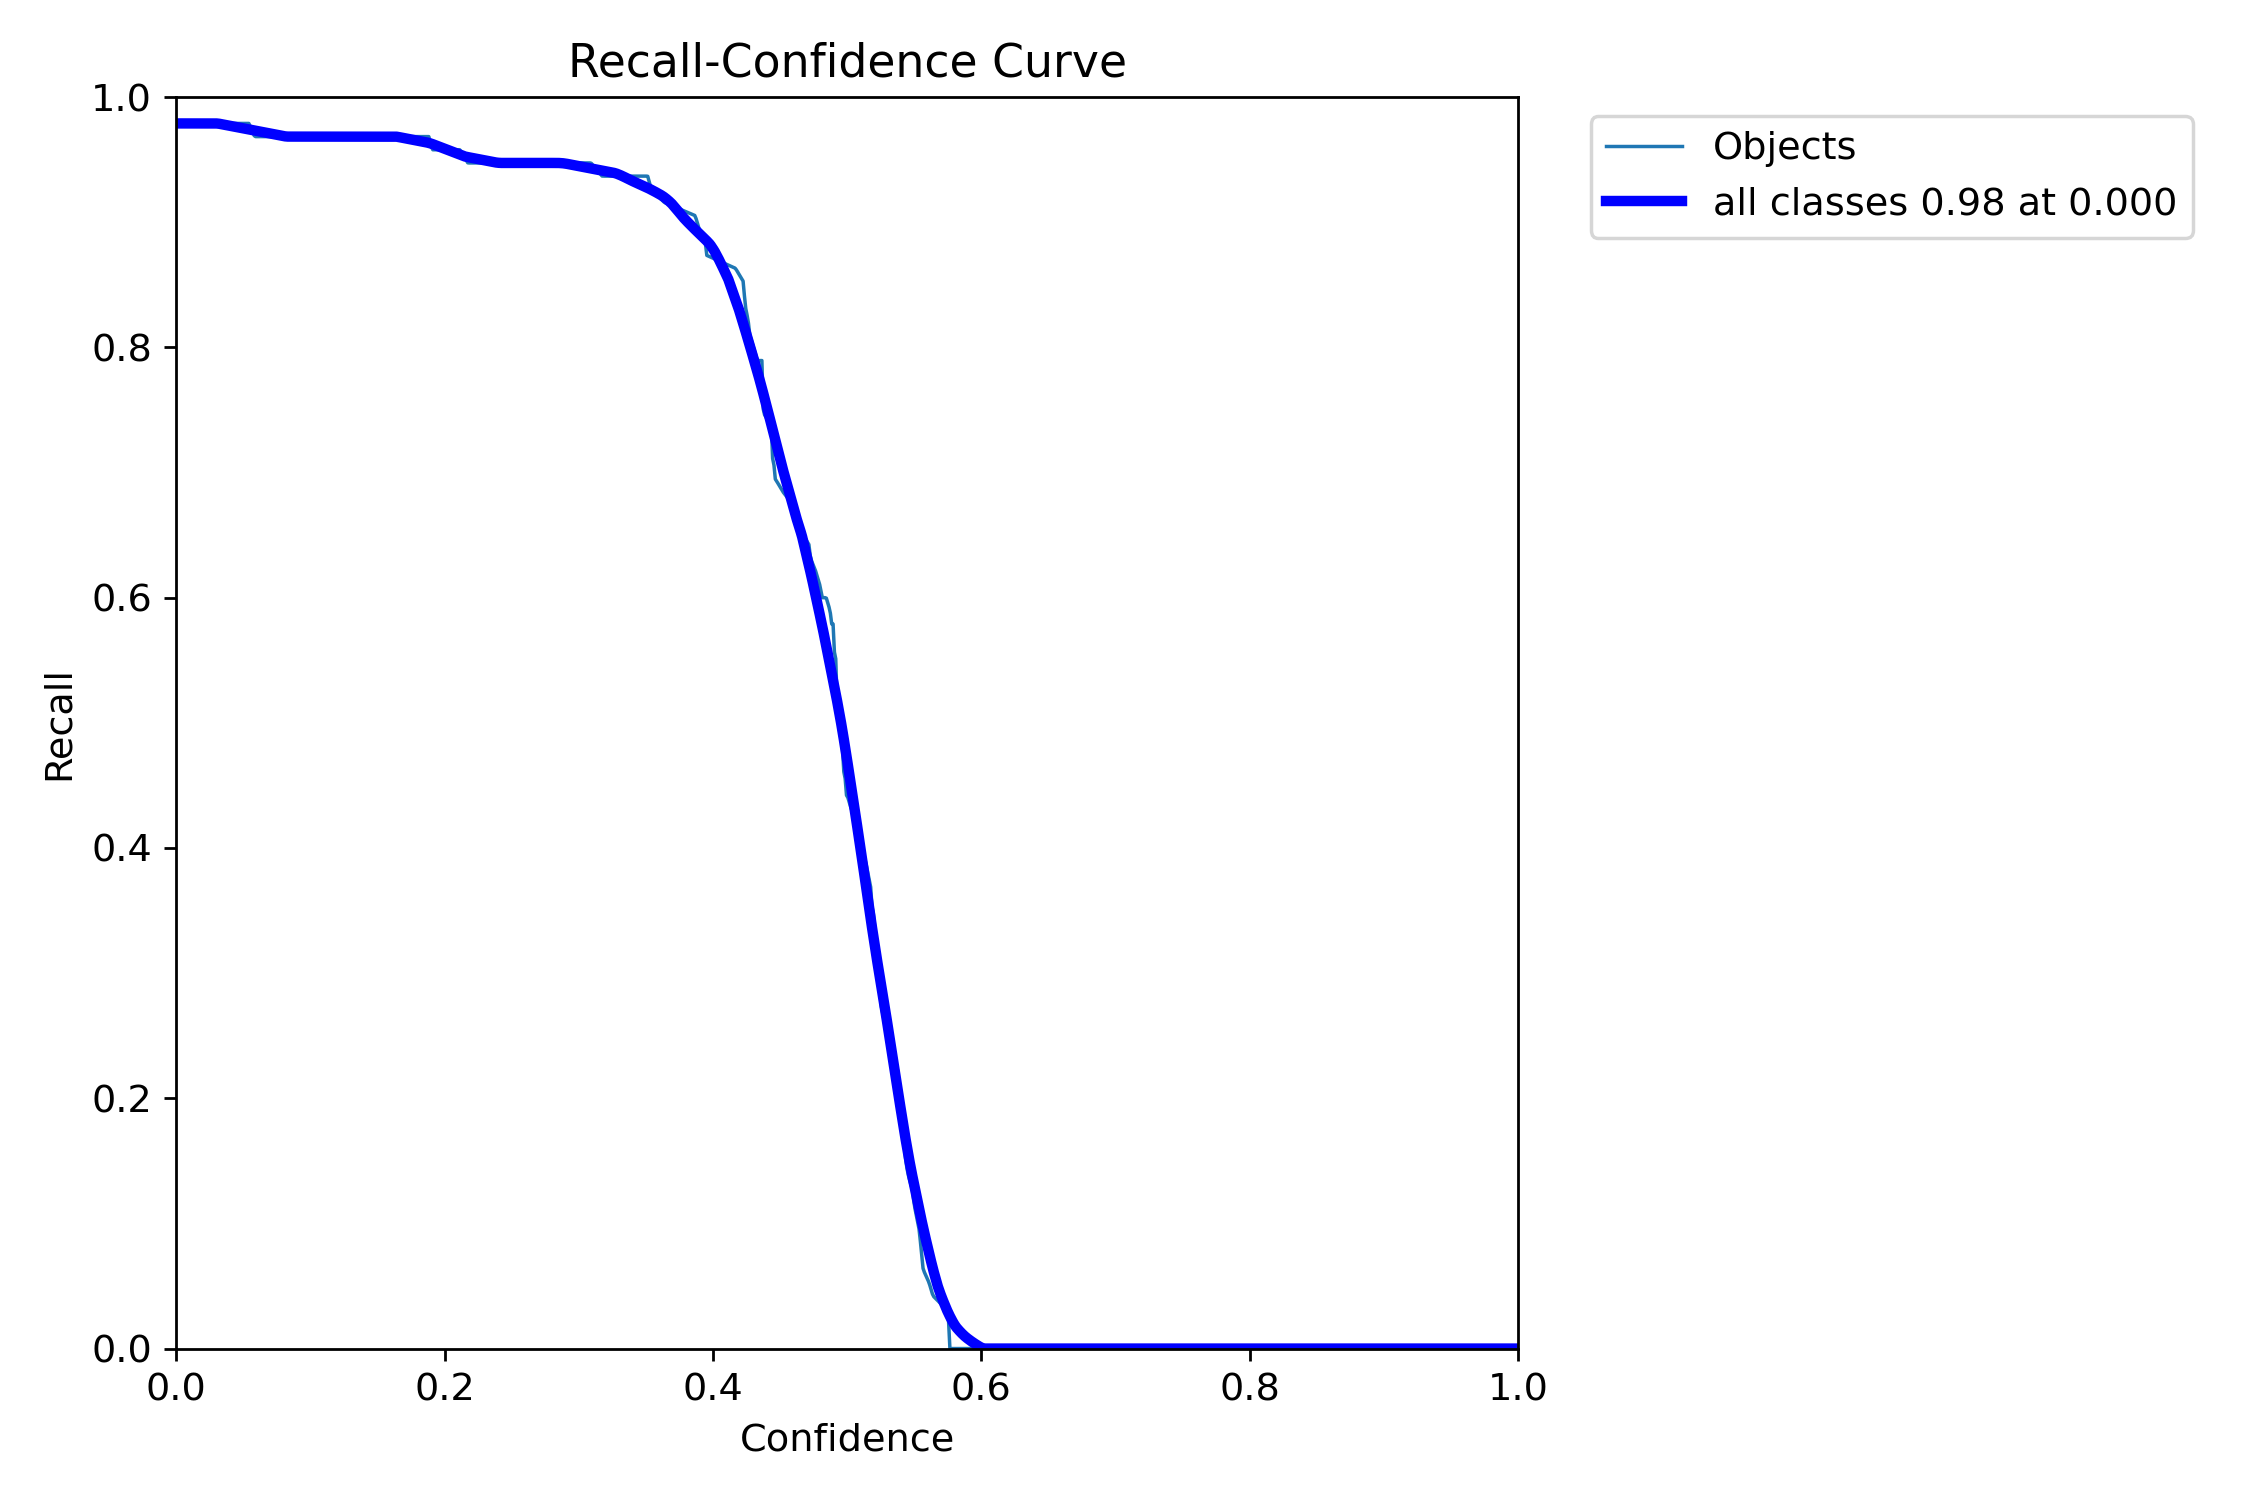 Recall-Confidence Curve
1.0
0.8
0.6
0.4
0.2
0.0
Recall
0.0 0.2 0.4 0.6 0.8 1.0
Confidence
Objects
all classes 0.98 at 0.000